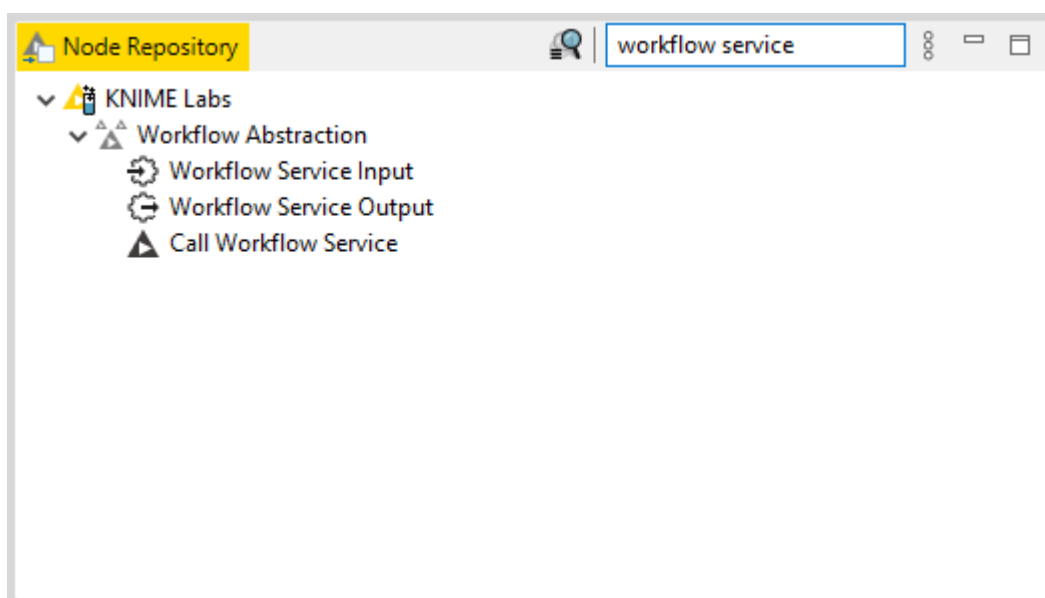 Node Repository workflow service
KNIME Labs
Workflow Abstraction
Workflow Service Input
Workflow Service Output
Call Workflow Service